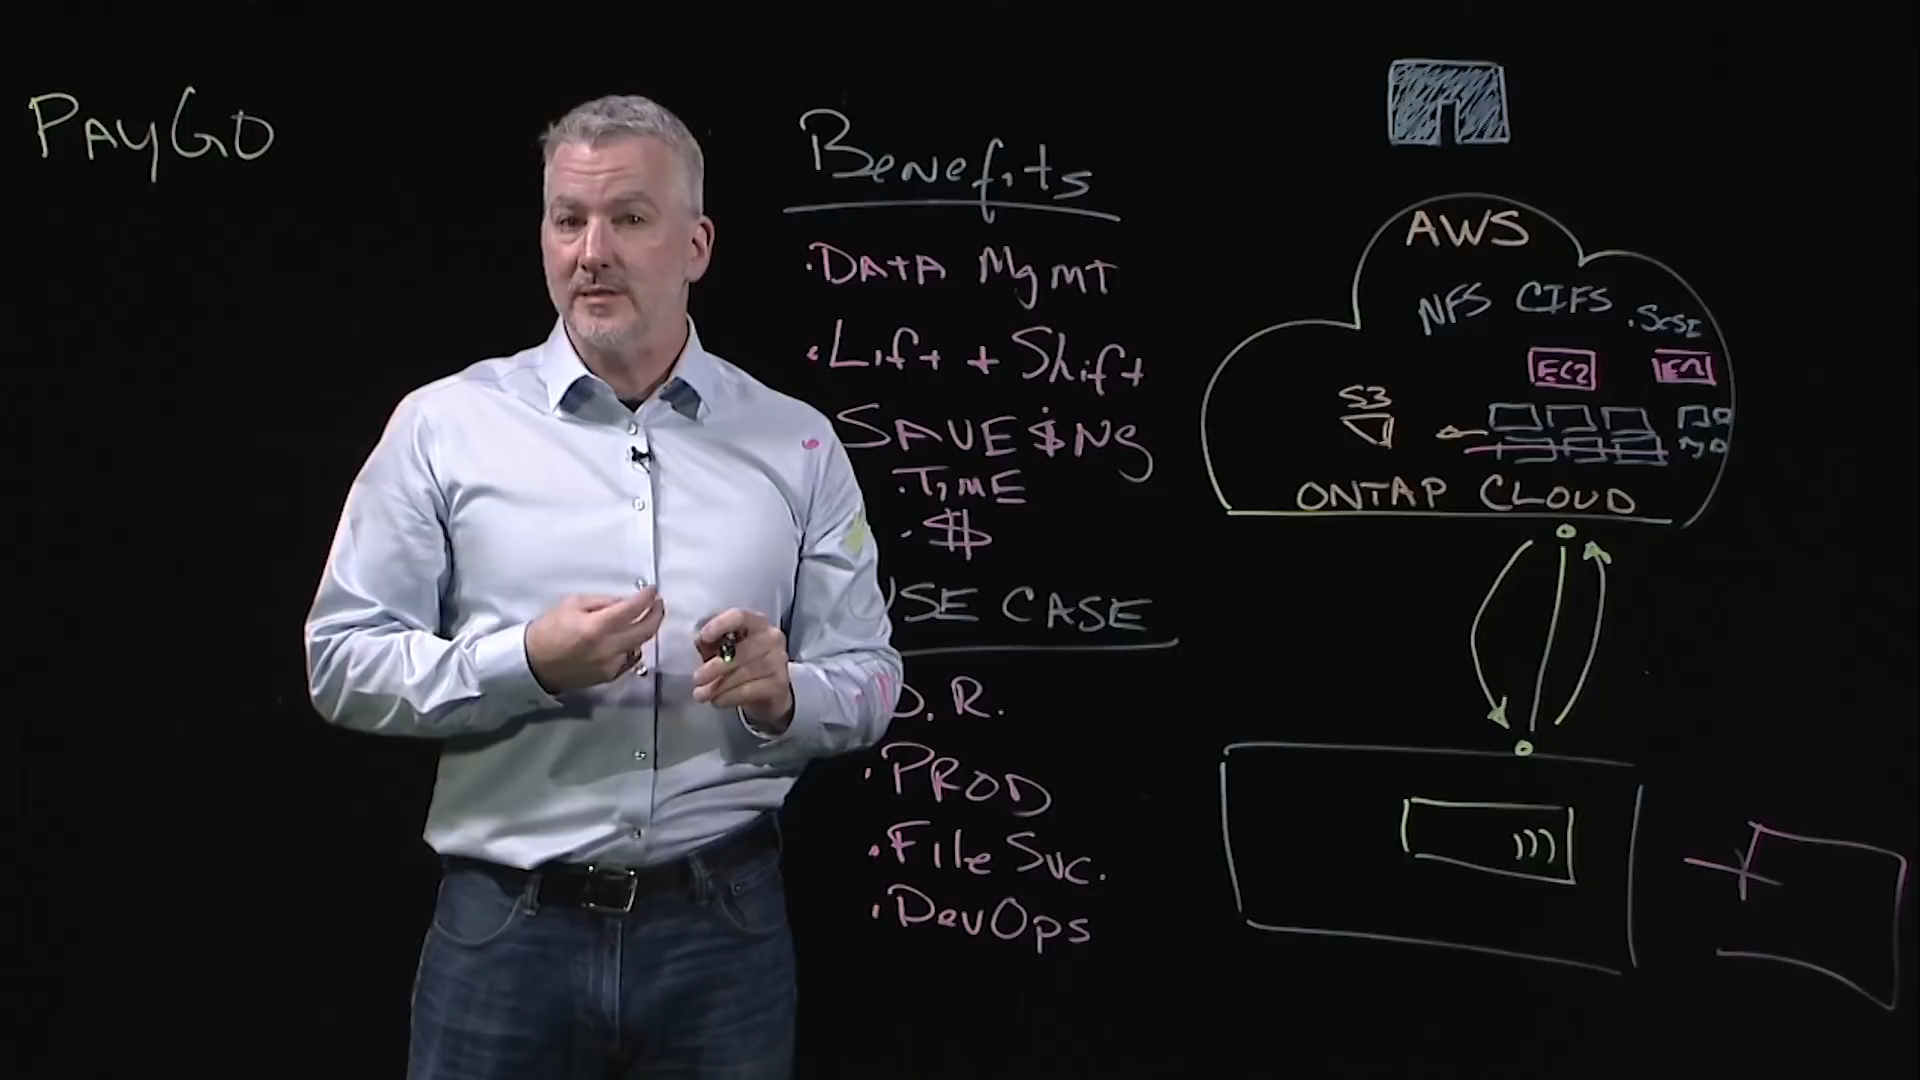 PAYGO
Benefits
· DATA MgMT
· Lift + Shift
· SAVE$NG
· TIME
· $
USE CASE
D.R.
· PROD
· File Svc.
· DevOps
AWS
NFS CIFS iSCSI
EC2
S3
ONTAP CLOUD